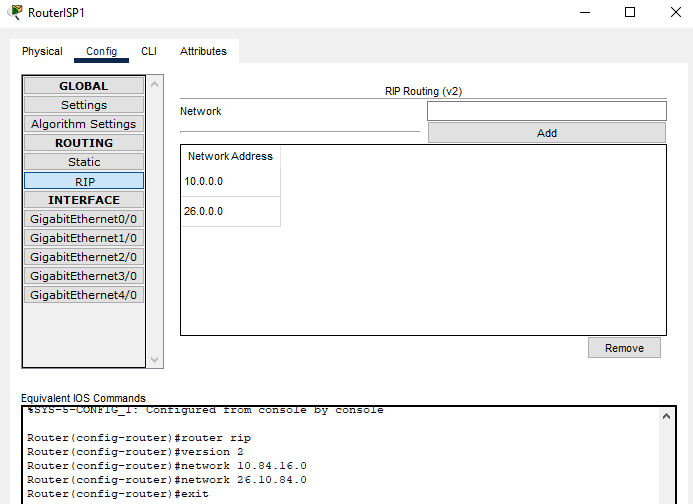 RouterISP1
Physical Config CLI Attributes
GLOBAL
Settings
Algorithm Settings
ROUTING
Static
RIP
INTERFACE
GigabitEthernet0/0
GigabitEthernet1/0
GigabitEthernet2/0
GigabitEthernet3/0
GigabitEthernet4/0
RIP Routing (v2)
Network
Add
Network Address
10.0.0.0
26.0.0.0
Remove
Equivalent IOS Commands
%SYS-5-CONFIG_I: Configured from console by console
Router(config-router)#router rip
Router(config-router)#version 2
Router(config-router)#network 10.84.16.0
Router(config-router)#network 26.10.84.0
Router(config-router)#exit